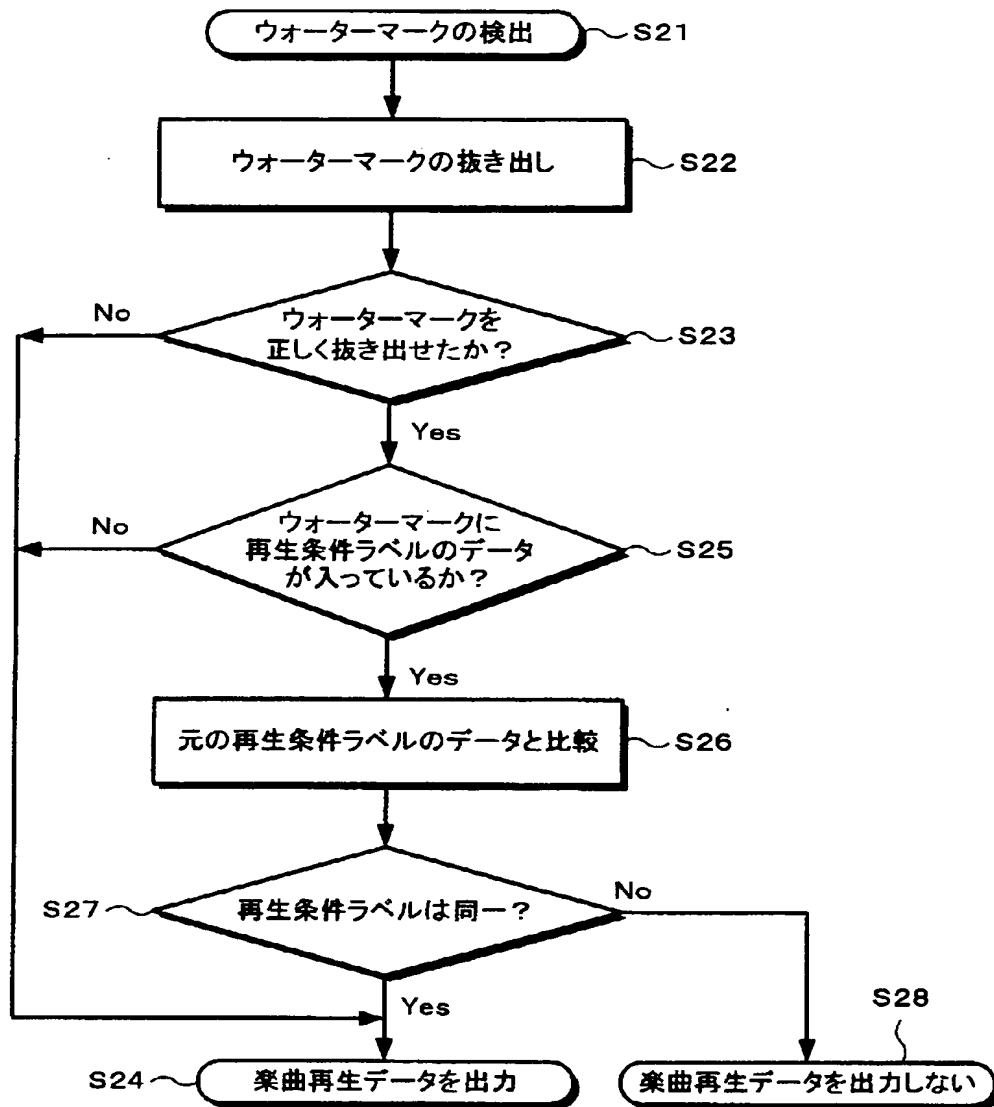 ウォーターマークの検出
S21
ウォーターマークの抜き出し
S22
No
ウォーターマークを
正しく抜き出せたか？
S23
Yes
No
ウォーターマークに
再生条件ラベルのデータ
が入っているか？
S25
Yes
元の再生条件ラベルのデータと比較
S26
S27
再生条件ラベルは同一？
No
Yes
S28
S24
楽曲再生データを出力
楽曲再生データを出力しない